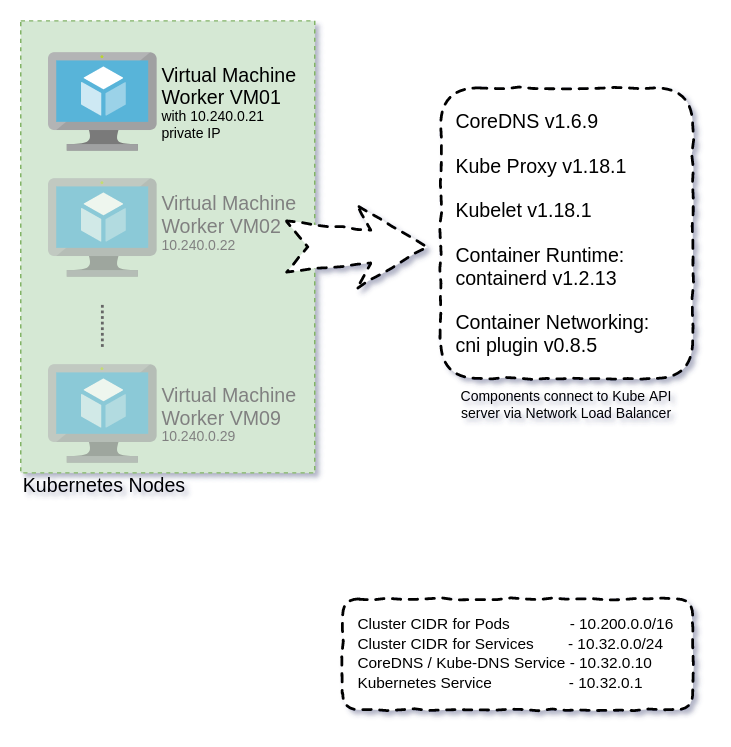 Virtual Machine
Worker VM01
with 10.240.0.21
private IP
Virtual Machine
Worker VM02
10.240.0.22
Virtual Machine
Worker VM09
10.240.0.29
Kubernetes Nodes
CoreDNS v1.6.9
Kube Proxy v1.18.1
Kubelet v1.18.1
Container Runtime:
containerd v1.2.13
Container Networking:
cni plugin v0.8.5
Components connect to Kube API
server via Network Load Balancer
Cluster CIDR for Pods - 10.200.0.0/16
Cluster CIDR for Services - 10.32.0.0/24
CoreDNS / Kube-DNS Service - 10.32.0.10
Kubernetes Service - 10.32.0.1